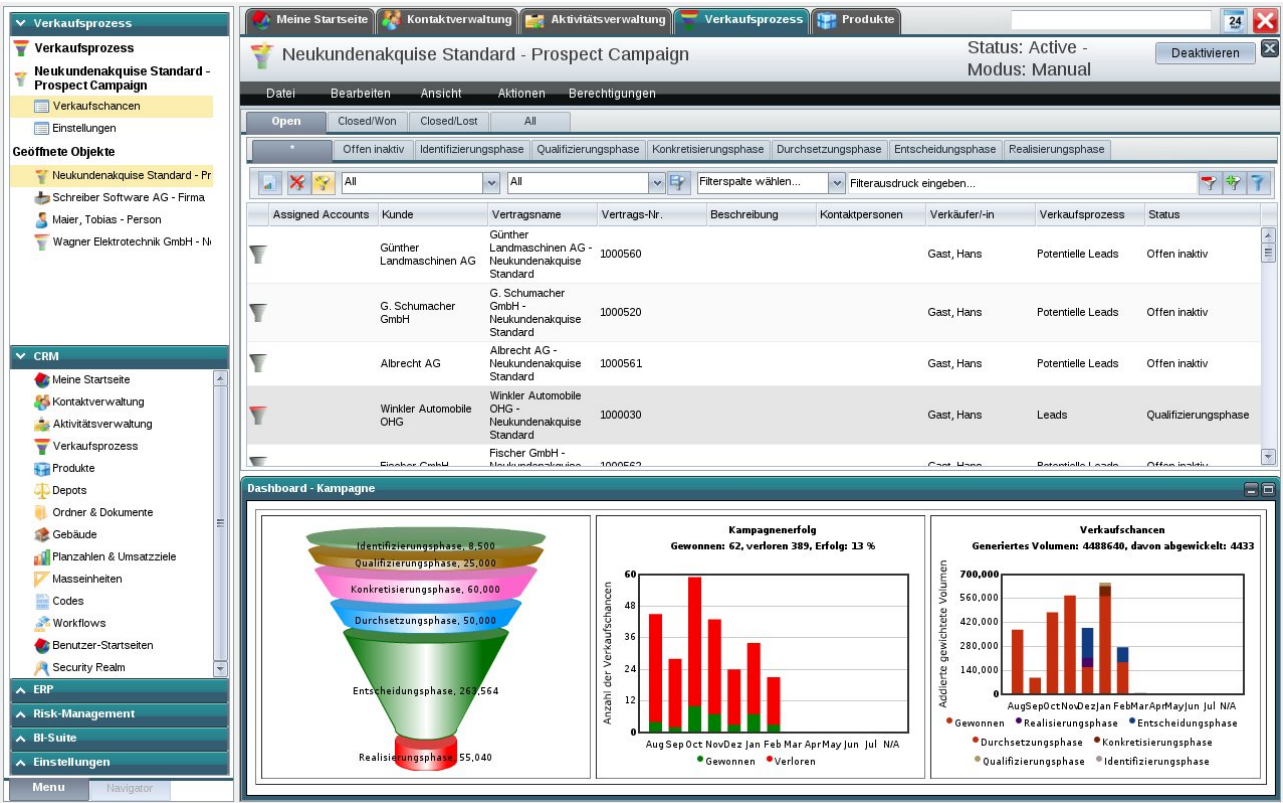 Verkaufsprozess
Verkaufsprozess
Neukundenakquise Standard -
Prospect Campaign
Verkaufschancen
Einstellungen
Geöffnete Objekte
Neukundenakquise Standard - Pr
Schreiber Software AG - Firma
Maier, Tobias - Person
Wagner Elektrotechnik GmbH - N
CRM
Meine Startseite
Kontaktverwaltung
Aktivitätsverwaltung
Verkaufsprozess
Produkte
Depots
Ordner & Dokumente
Gebäude
Planzahlen & Umsatzziele
Masseinheiten
Codes
Workflows
Benutzer-Startseiten
Security Realm
ERP
Risk-Management
BI-Suite
Einstellungen
Menu Navigator
Meine Startseite Kontaktverwaltung Aktivitätsverwaltung Verkaufsprozess Produkte
24
Neukundenakquise Standard - Prospect Campaign
Status: Active -
Modus: Manual
Deaktivieren
Datei Bearbeiten Ansicht Aktionen Berechtigungen
Open Closed/Won Closed/Lost All
* Offen inaktiv Identifizierungsphase Qualifizierungsphase Konkretisierungsphase Durchsetzungsphase Entscheidungsphase Realisierungsphase
All All Filterspalte wählen... Filterausdruck eingeben...
Assigned Accounts Kunde Vertragsname Vertrags-Nr. Beschreibung Kontaktpersonen Verkäufer/-in Verkaufsprozess Status
Günther Landmaschinen AG Günther Landmaschinen AG - Neukundenakquise Standard 1000560 Gast, Hans Potentielle Leads Offen inaktiv
G. Schumacher GmbH G. Schumacher GmbH - Neukundenakquise Standard 1000520 Gast, Hans Potentielle Leads Offen inaktiv
Albrecht AG Albrecht AG - Neukundenakquise Standard 1000561 Gast, Hans Potentielle Leads Offen inaktiv
Winkler Automobile OHG Winkler Automobile OHG - Neukundenakquise Standard 1000030 Gast, Hans Leads Qualifizierungsphase
Fischer GmbH Fischer GmbH - Neukundenakquise 1000562 Gast, Hans Potentielle Leads Offen inaktiv
Dashboard - Kampagne
Identifizierungsphase, 8,500
Qualifizierungsphase, 25,000
Konkretisierungsphase, 60,000
Durchsetzungsphase, 50,000
Entscheidungsphase, 263,564
Realisierungsphase, 55,040
Kampagnenerfolg
Gewonnen: 62, verloren 389, Erfolg: 13 %
Anzahl der Verkaufschancen
60
48
36
24
12
0
Aug Sep Oct Nov Dez Jan Feb Mar Apr May Jun Jul N/A
Gewonnen Verloren
Verkaufschancen
Generiertes Volumen: 4488640, davon abgewickelt: 4433
Addierte gewichtete Volumen
700,000
560,000
420,000
280,000
140,000
0
Aug Sep Oct Nov Dez Jan Feb Mar Apr May Jun Jul N/A
Gewonnen Realisierungsphase Entscheidungsphase
Durchsetzungsphase Konkretisierungsphase
Qualifizierungsphase Identifizierungsphase